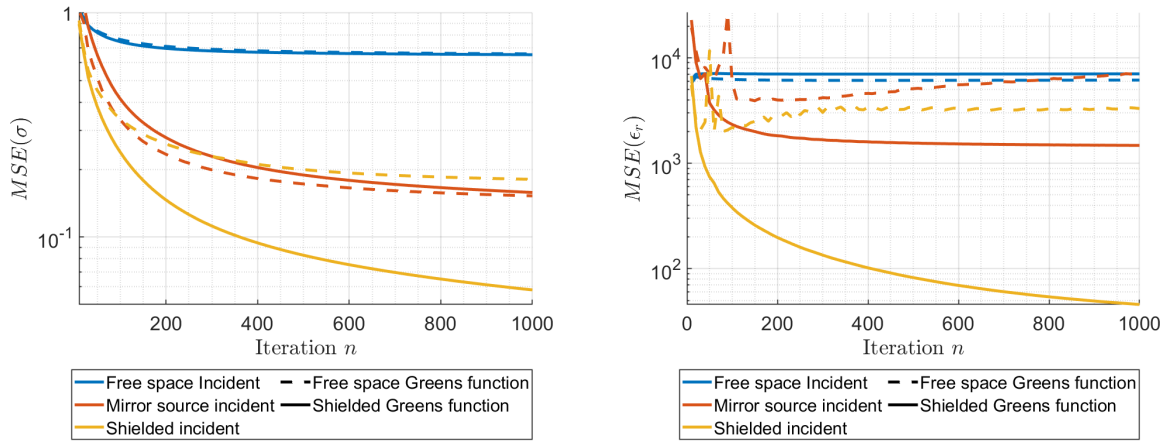 1
10^{-1}
MSE(σ)
200 400 600 800 1000
Iteration n
Free space Incident Free space Greens function
Mirror source incident Shielded Greens function
Shielded incident
10^4
10^3
10^2
MSE(ϵ_r)
0 200 400 600 800 1000
Iteration n
Free space Incident Free space Greens function
Mirror source incident Shielded Greens function
Shielded incident